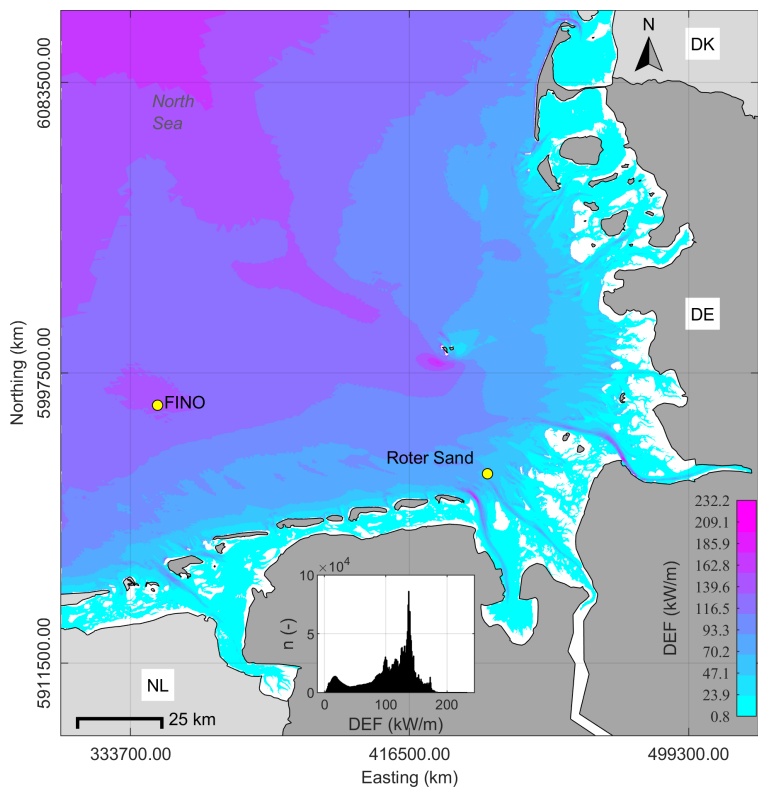 DK
N
North
Sea
6083500.00
DE
Northing (km)
5997500.00
FINO
Roter Sand
232.2
209.1
185.9
162.8
139.6
116.5
93.3
70.2
47.1
23.9
0.8
DEF (kW/m)
10 ×10⁴
5
0
n (-)
0 100 200
DEF (kW/m)
5911500.00
NL
25 km
333700.00 416500.00 499300.00
Easting (km)